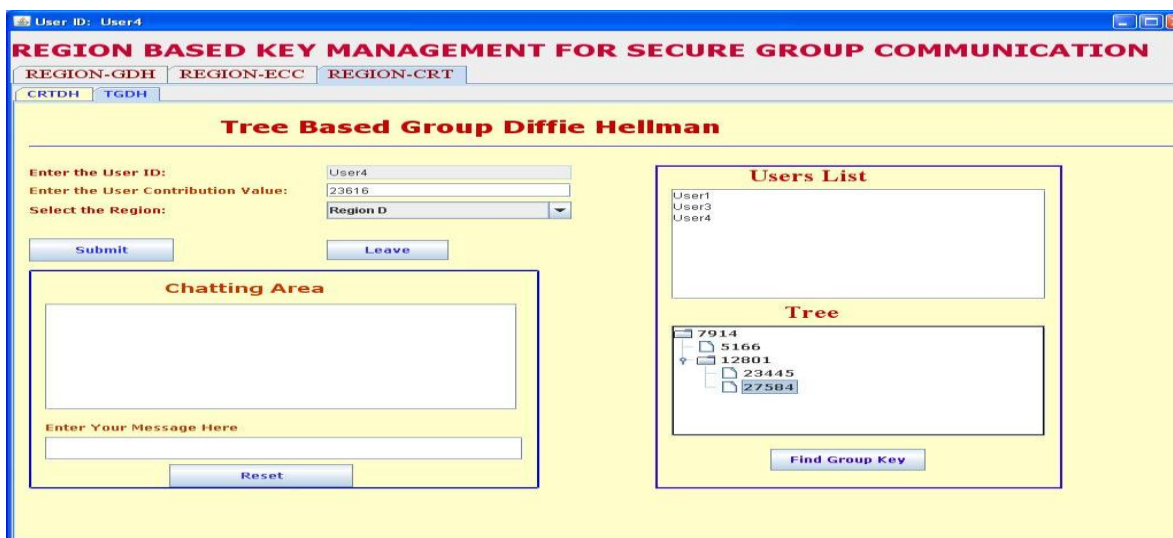 User ID: User4
REGION BASED KEY MANAGEMENT FOR SECURE GROUP COMMUNICATION
REGION-GDH REGION-ECC REGION-CRT
CRTDH TGDH
Tree Based Group Diffie Hellman
Enter the User ID: User4
Enter the User Contribution Value: 23616
Select the Region: Region D
Submit Leave
Chatting Area
Enter Your Message Here
Reset
Users List
User1
User3
User4
Tree
7914
5166
12801
23445
27584
Find Group Key